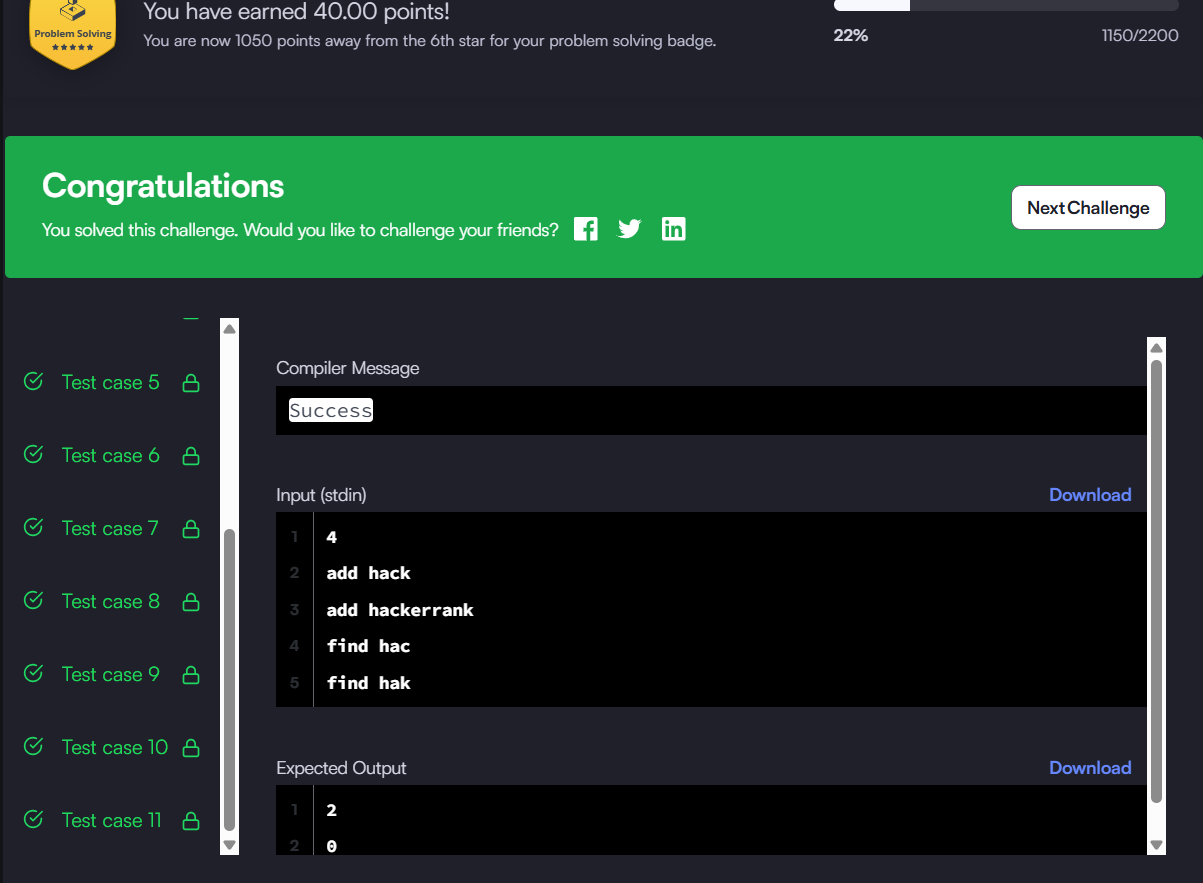 You have earned 40.00 points!
Problem Solving
You are now 1050 points away from the 6th star for your problem solving badge.
22%
1150/2200
Congratulations
You solved this challenge. Would you like to challenge your friends?
Next Challenge
Test case 5
Test case 6
Test case 7
Test case 8
Test case 9
Test case 10
Test case 11
Compiler Message
Success
Input (stdin)
Download
1 4
2 add hack
3 add hackerrank
4 find hac
5 find hak
Expected Output
Download
1 2
2 0